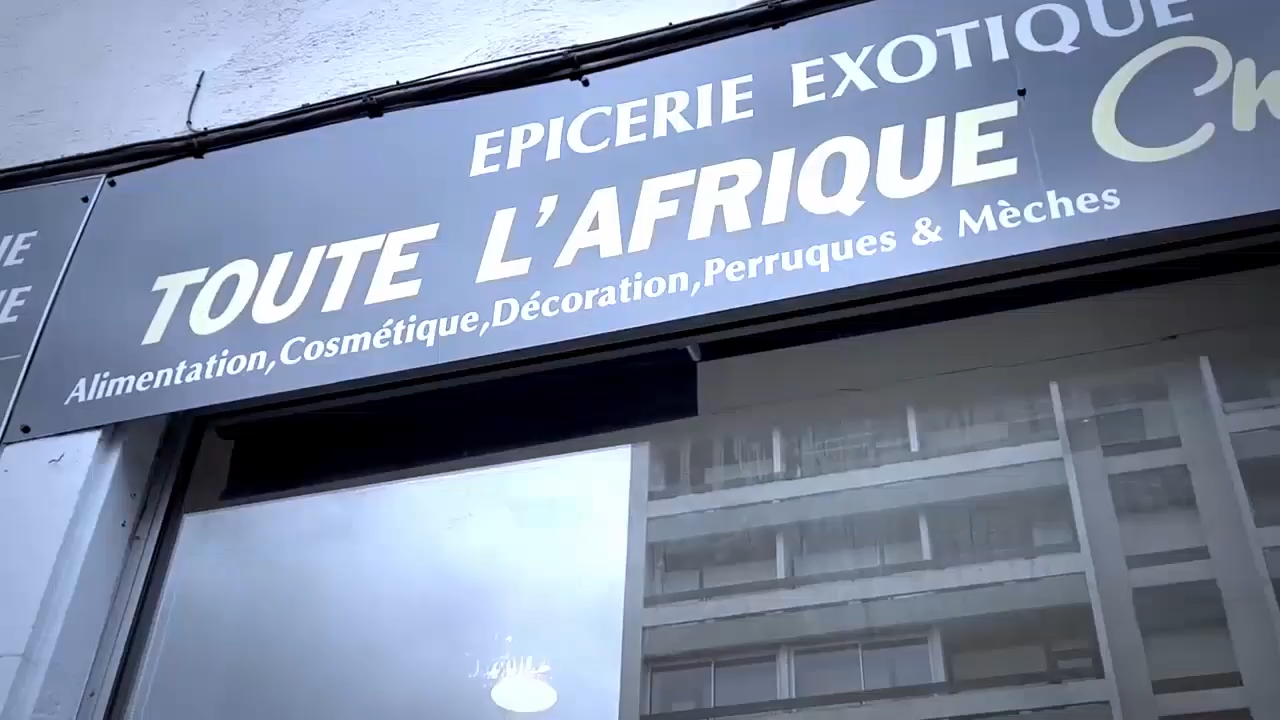 EPICERIE EXOTIQUE
TOUTE L'AFRIQUE
Alimentation,Cosmétique,Décoration,Perruques & Mèches